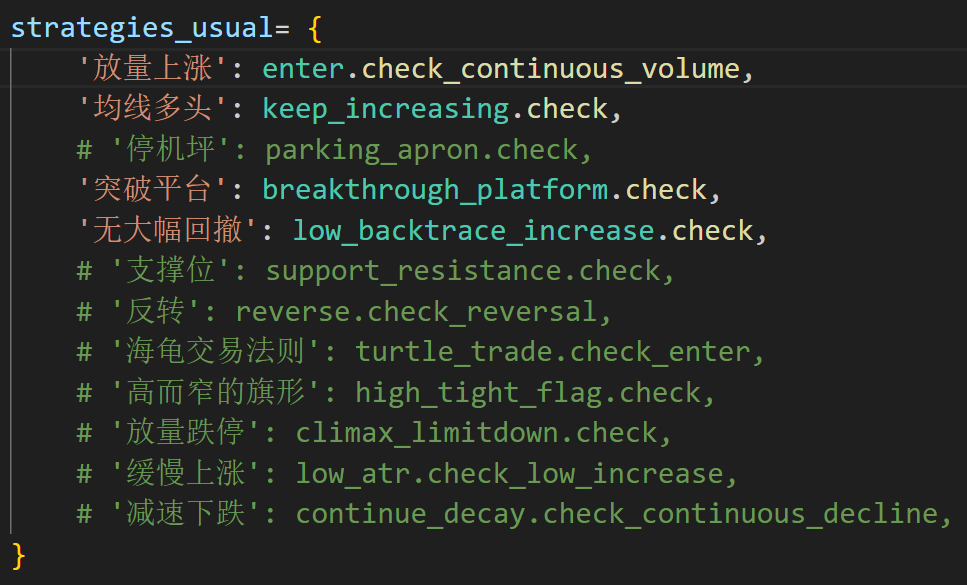 strategies_usual= {
    '放量上涨': enter.check_continuous_volume,
    '均线多头': keep_increasing.check,
    # '停机坪': parking_apron.check,
    '突破平台': breakthrough_platform.check,
    '无大幅回撤': low_backtrace_increase.check,
    # '支撑位': support_resistance.check,
    # '反转': reverse.check_reversal,
    # '海龟交易法则': turtle_trade.check_enter,
    # '高而窄的旗形': high_tight_flag.check,
    # '放量跌停': climax_limitdown.check,
    # '缓慢上涨': low_atr.check_low_increase,
    # '减速下跌': continue_decay.check_continuous_decline,
}